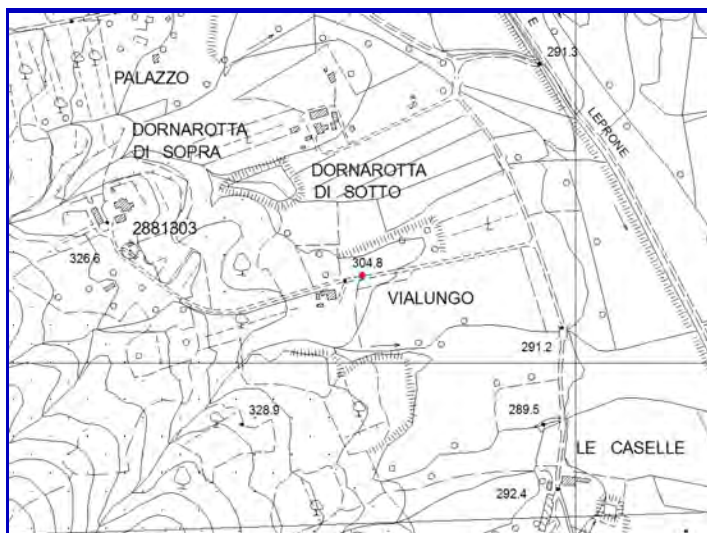 291.3
PALAZZO
LEPRONE
DORNAROTTA
DI SOPRA
DORNAROTTA
DI SOTTO
2881303
326.6
304.8
VIALUNGO
291.2
328.9
289.5
LE CASELLE
292.4